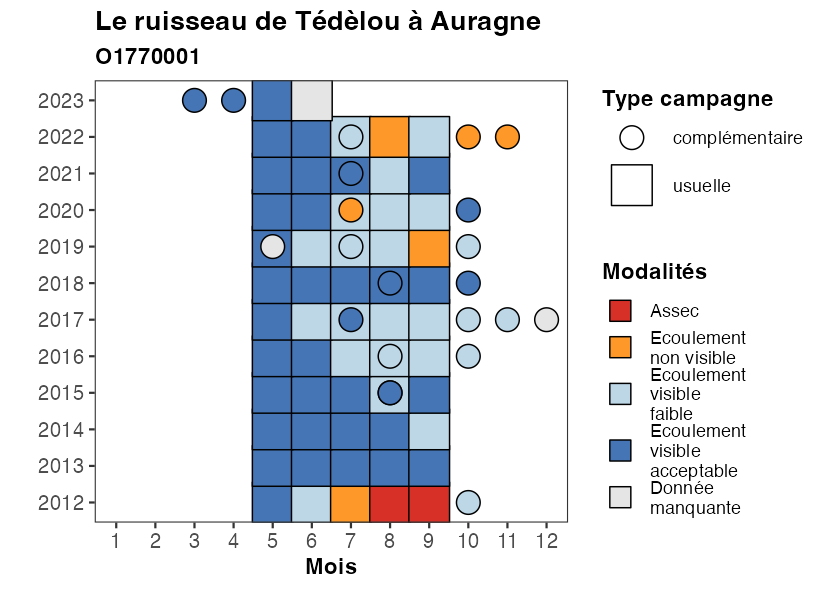 Le ruisseau de Tédèlou à Auragne
O1770001
2023
2022
2021
2020
2019
2018
2017
2016
2015
2014
2013
2012
1 2 3 4 5 6 7 8 9 10 11 12
Mois
Type campagne
complémentaire
usuelle
Modalités
Assec
Ecoulement
non visible
Ecoulement
visible
faible
Ecoulement
visible
acceptable
Donnée
manquante